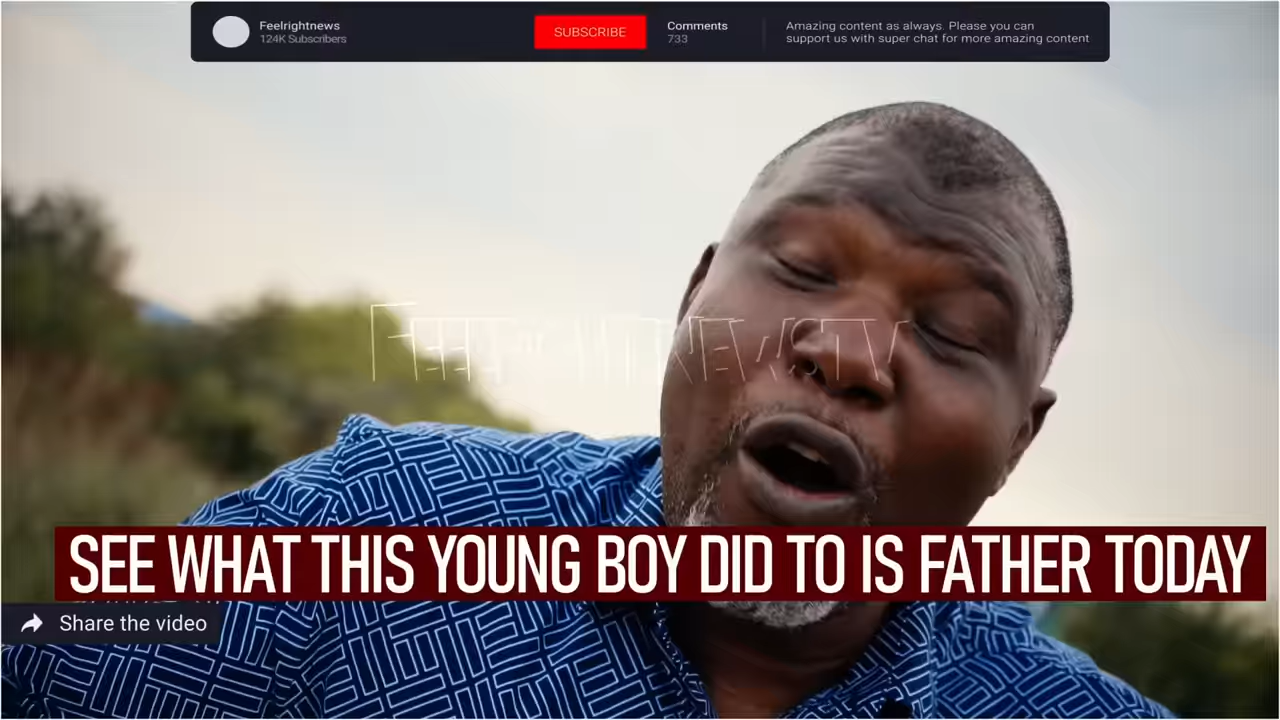 Feelrightnews
124K Subscribers
SUBSCRIBE
Comments
733
Amazing content as always. Please you can
support us with super chat for more amazing content
FEELRIGHTNEWSTV
SEE WHAT THIS YOUNG BOY DID TO IS FATHER TODAY
Share the video